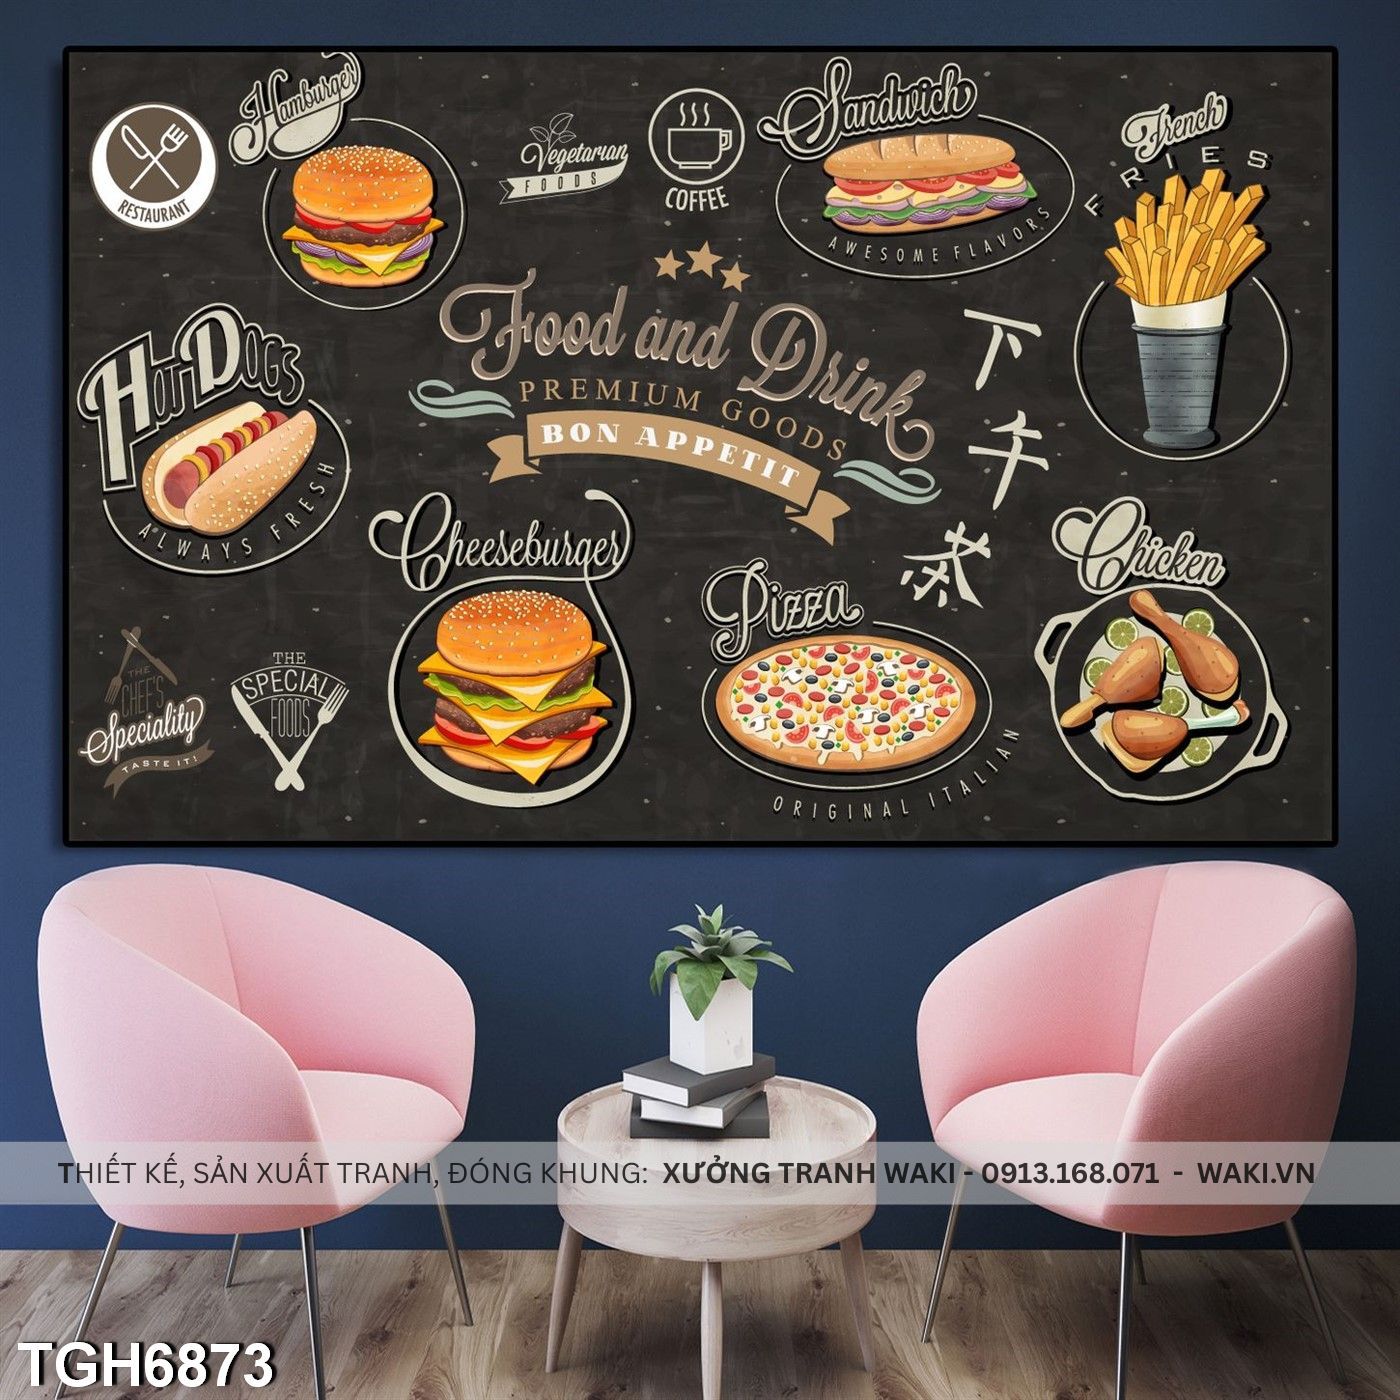 RESTAURANT
Hamburger
Vegetarian
FOODS
COFFEE
Sandwich
AWESOME FLAVORS
French
FRIES
HOT DOGS
ALWAYS FRESH
Food and Drink
PREMIUM GOODS
BON APPETIT
下
午
茶
Cheeseburger
Pizza
ORIGINAL ITALIAN
Chicken
THE
CHEF'S
Speciality
TASTE IT!
THE
SPECIAL
FOODS
THIẾT KẾ, SẢN XUẤT TRANH, ĐÓNG KHUNG: XƯỞNG TRANH WAKI - 0913.168.071 - WAKI.VN
TGH6873